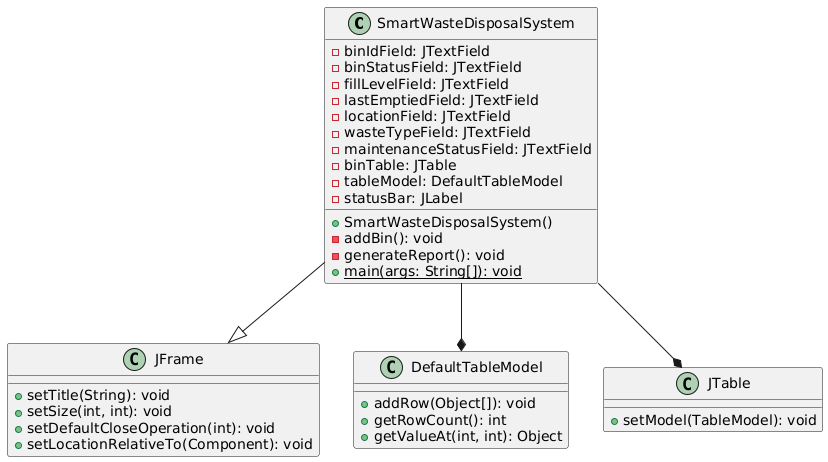 C SmartWasteDisposalSystem
binIdField: JTextField
binStatusField: JTextField
fillLevelField: JTextField
lastEmptiedField: JTextField
locationField: JTextField
wasteTypeField: JTextField
maintenanceStatusField: JTextField
binTable: JTable
tableModel: DefaultTableModel
statusBar: JLabel
SmartWasteDisposalSystem()
addBin(): void
generateReport(): void
main(args: String[]): void
C JFrame
setTitle(String): void
setSize(int, int): void
setDefaultCloseOperation(int): void
setLocationRelativeTo(Component): void
C DefaultTableModel
addRow(Object[]): void
getRowCount(): int
getValueAt(int, int): Object
C JTable
setModel(TableModel): void